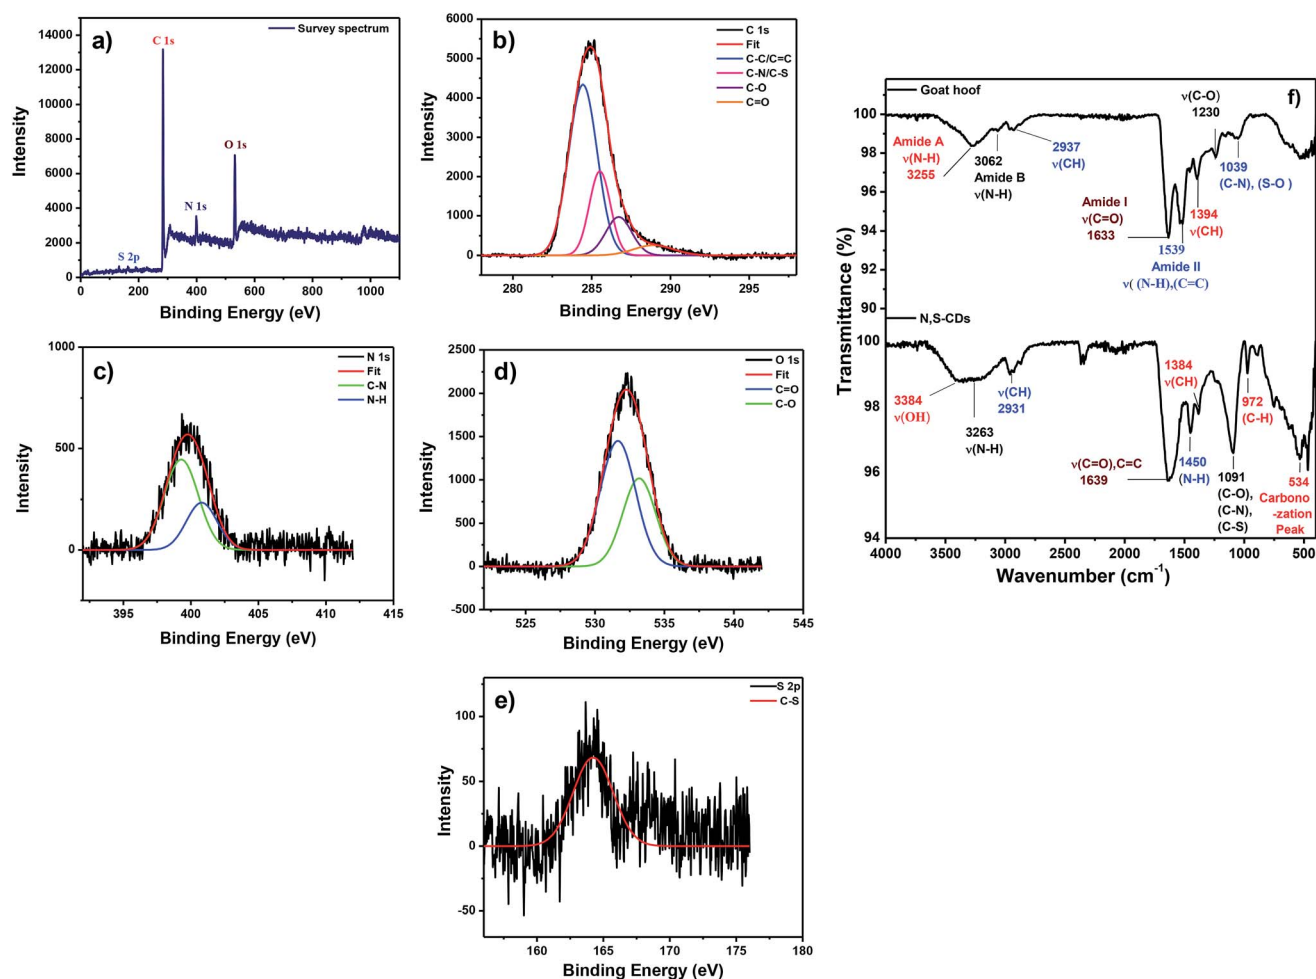 a)
Survey spectrum
C 1s
O 1s
N 1s
S 2p
14000
12000
10000
8000
6000
4000
2000
0
0 200 400 600 800 1000
Intensity
Binding Energy (eV)
b)
C 1s
Fit
C-C/C=C
C-N/C-S
C-O
C=O
6000
5000
4000
3000
2000
1000
0
280 285 290 295
Intensity
Binding Energy (eV)
c)
N 1s
Fit
C-N
N-H
1000
500
0
395 400 405 410 415
Intensity
Binding Energy (eV)
d)
O 1s
Fit
C=O
C-O
2500
2000
1500
1000
500
0
-500
525 530 535 540 545
Intensity
Binding Energy (eV)
e)
S 2p
C-S
100
50
0
-50
160 165 170 175 180
Intensity
Binding Energy (eV)
f)
Goat hoof
ν(C-O)
1230
Amide A
ν(N-H)
3255
3062
Amide B
ν(N-H)
2937
ν(CH)
Amide I
ν(C=O)
1633
1539
Amide II
ν( (N-H),(C=C)
1394
ν(CH)
1039
(C-N), (S-O )
100
98
96
94
92
90
N,S-CDs
3384
ν(OH)
3263
ν(N-H)
ν(CH)
2931
ν(C=O),C=C
1639
1384
ν(CH)
1450
(N-H)
1091
(C-O),
(C-N),
(C-S)
972
(C-H)
534
Carbono
-zation
Peak
100
98
96
94
4000 3500 3000 2500 2000 1500 1000 500
Transmittance (%)
Wavenumber (cm⁻¹)